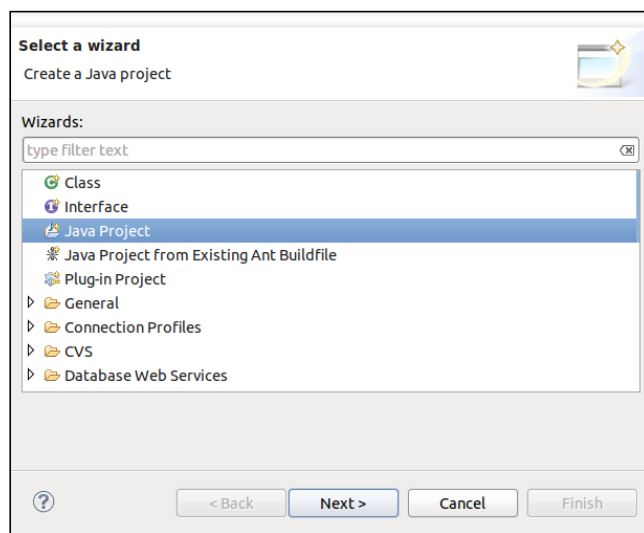 Select a wizard
Create a Java project
Wizards:
type filter text
Class
Interface
Java Project
Java Project from Existing Ant Buildfile
Plug-in Project
General
Connection Profiles
CVS
Database Web Services
< Back Next > Cancel Finish